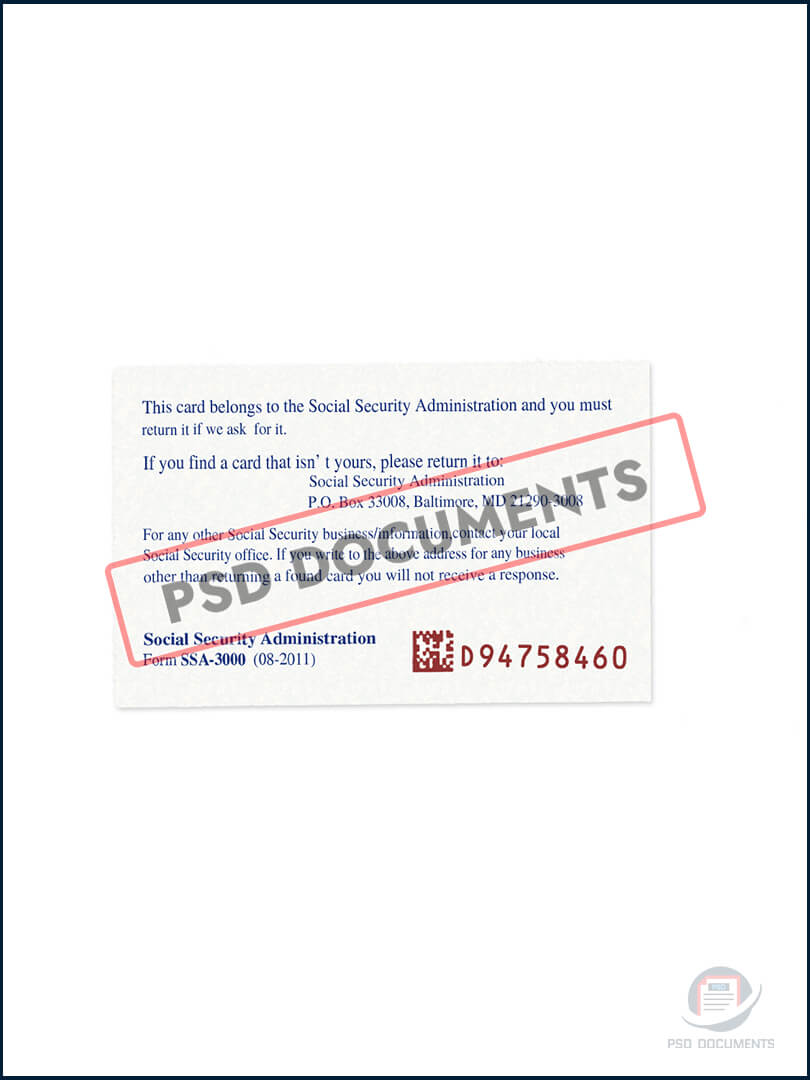 This card belongs to the Social Security Administration and you must
return it if we ask for it.
If you find a card that isn' t yours, please return it to:
Social Security Administration
P.O. Box 33008, Baltimore, MD 21290-3008
For any other Social Security business/information,contact your local
Social Security office. If you write to the above address for any business
other than returning a found card you will not receive a response.
PSD DOCUMENTS
Social Security Administration
Form SSA-3000 (08-2011)
D94758460
PSD
PSD DOCUMENTS